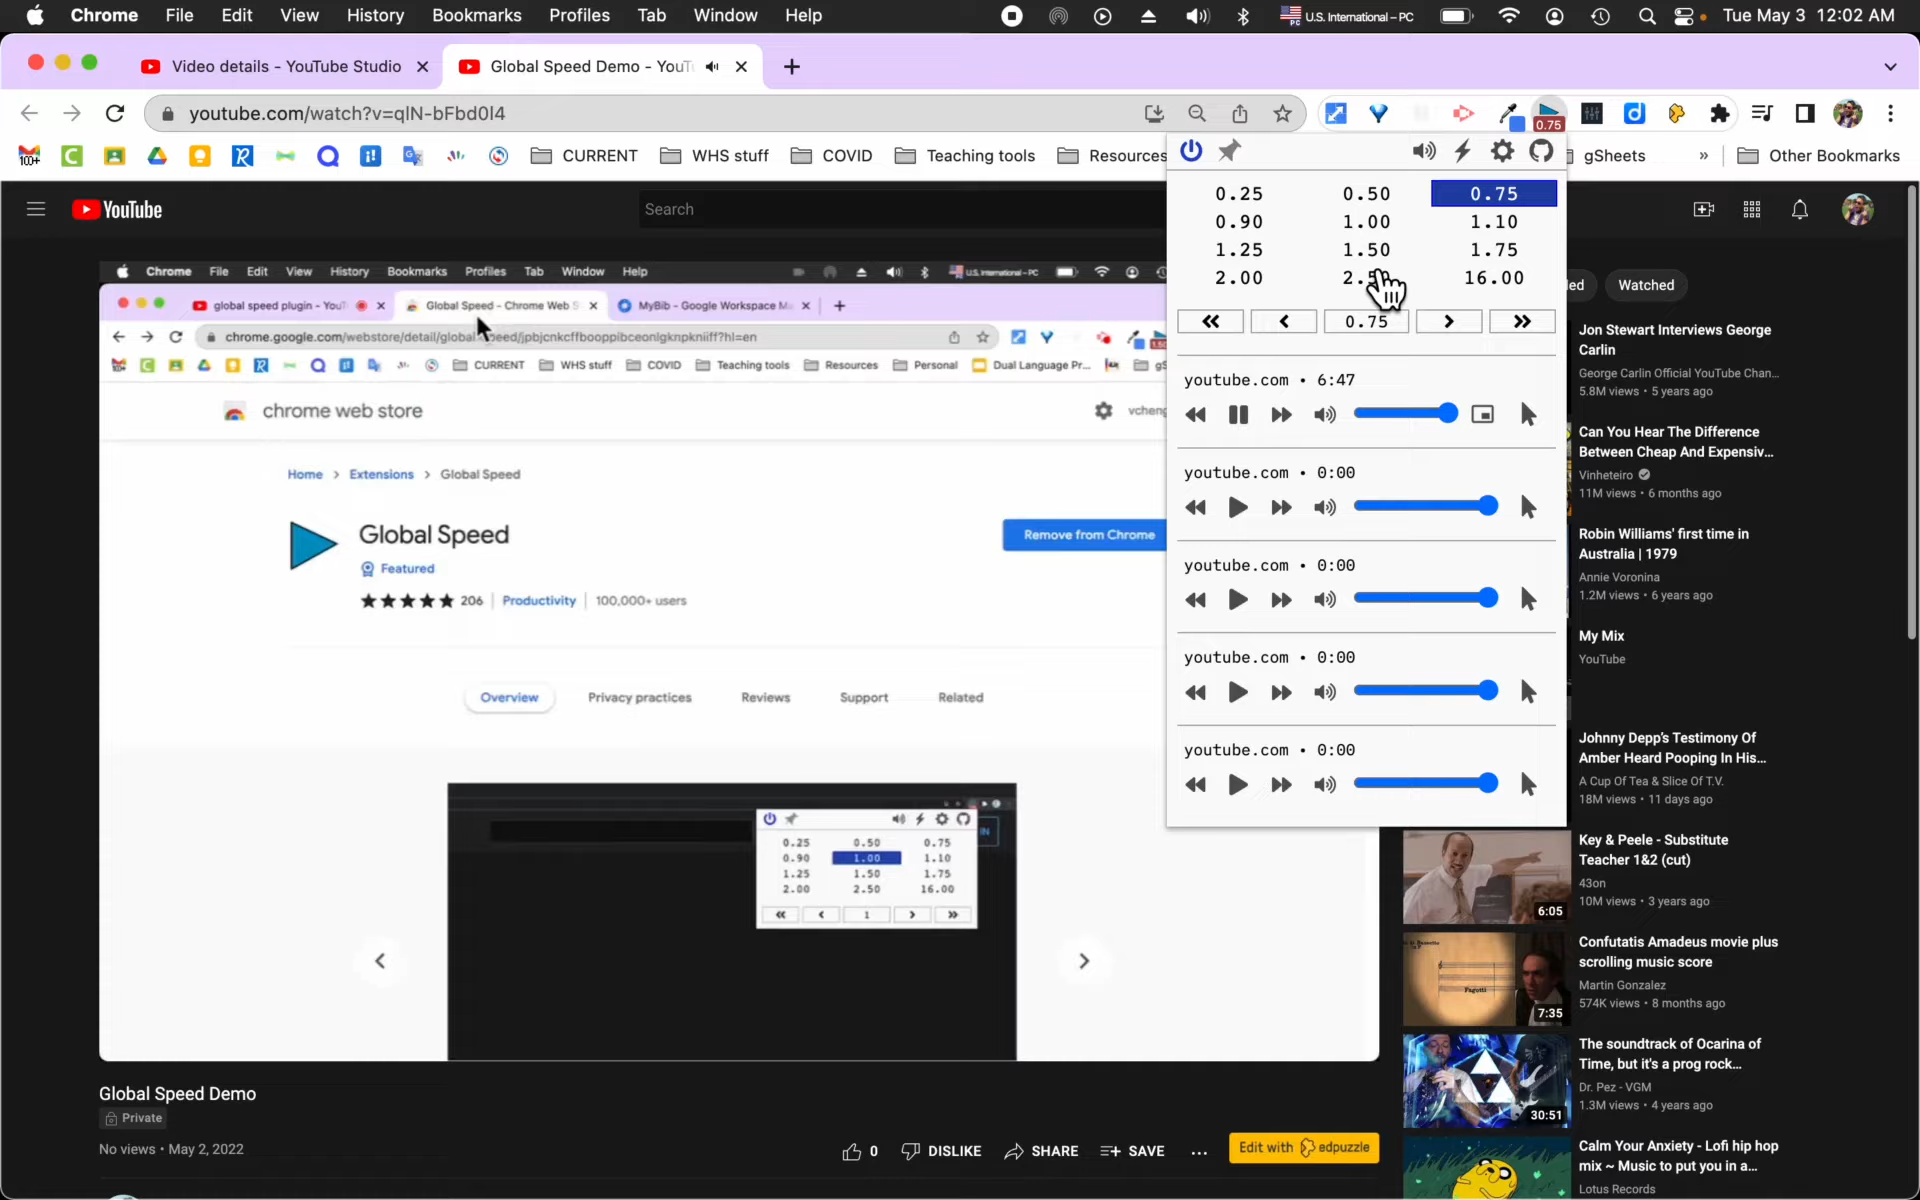 Chrome File Edit View History Bookmarks Profiles Tab Window Help U.S. International – PC Tue May 3 12:02 AM
Video details - YouTube Studio Global Speed Demo - YouT
youtube.com/watch?v=qIN-bFbd0I4 0.75
100+ CURRENT WHS stuff COVID Teaching tools Resources gSheets » Other Bookmarks
YouTube Search
0.25 0.50 0.75
0.90 1.00 1.10
1.25 1.50 1.75
2.00 16.00
0.75
youtube.com • 6:47
youtube.com • 0:00
youtube.com • 0:00
youtube.com • 0:00
youtube.com • 0:00
Chrome File Edit View History Bookmarks Profiles Tab Window Help U.S. International – PC
global speed plugin - YouT Global Speed - Chrome Web S MyBib - Google Workspace Ma
CURRENT WHS stuff COVID Teaching tools Resources Personal Dual Language Pr...
chrome web store
Home > Extensions > Global Speed
Global Speed
Remove from Chrome
Featured
206 Productivity 100,000+ users
Overview Privacy practices Reviews Support Related
IN
0.25 0.50 0.75
0.90 1.00 1.10
1.25 1.50 1.75
2.00 2.50 16.00
1
Global Speed Demo
Private
No views • May 2, 2022
0 DISLIKE SHARE SAVE ... Edit with edpuzzle
Watched
Jon Stewart Interviews George
Carlin
George Carlin Official YouTube Chan...
5.8M views • 5 years ago
Can You Hear The Difference
Between Cheap And Expensiv...
Vinheteiro
11M views • 6 months ago
Robin Williams' first time in
Australia | 1979
Annie Voronina
1.2M views • 6 years ago
My Mix
YouTube
Johnny Depp's Testimony Of
Amber Heard Pooping In His...
A Cup Of Tea & Slice Of T.V.
18M views • 11 days ago
Key & Peele - Substitute
Teacher 1&2 (cut)
43on
10M views • 3 years ago
6:05
Confutatis Amadeus movie plus
scrolling music score
Martin Gonzalez
574K views • 8 months ago
Fagotti
7:35
The soundtrack of Ocarina of
Time, but it's a prog rock...
Dr. Pez - VGM
1.3M views • 4 years ago
30:51
Calm Your Anxiety - Lofi hip hop
mix ~ Music to put you in a...
Lotus Records